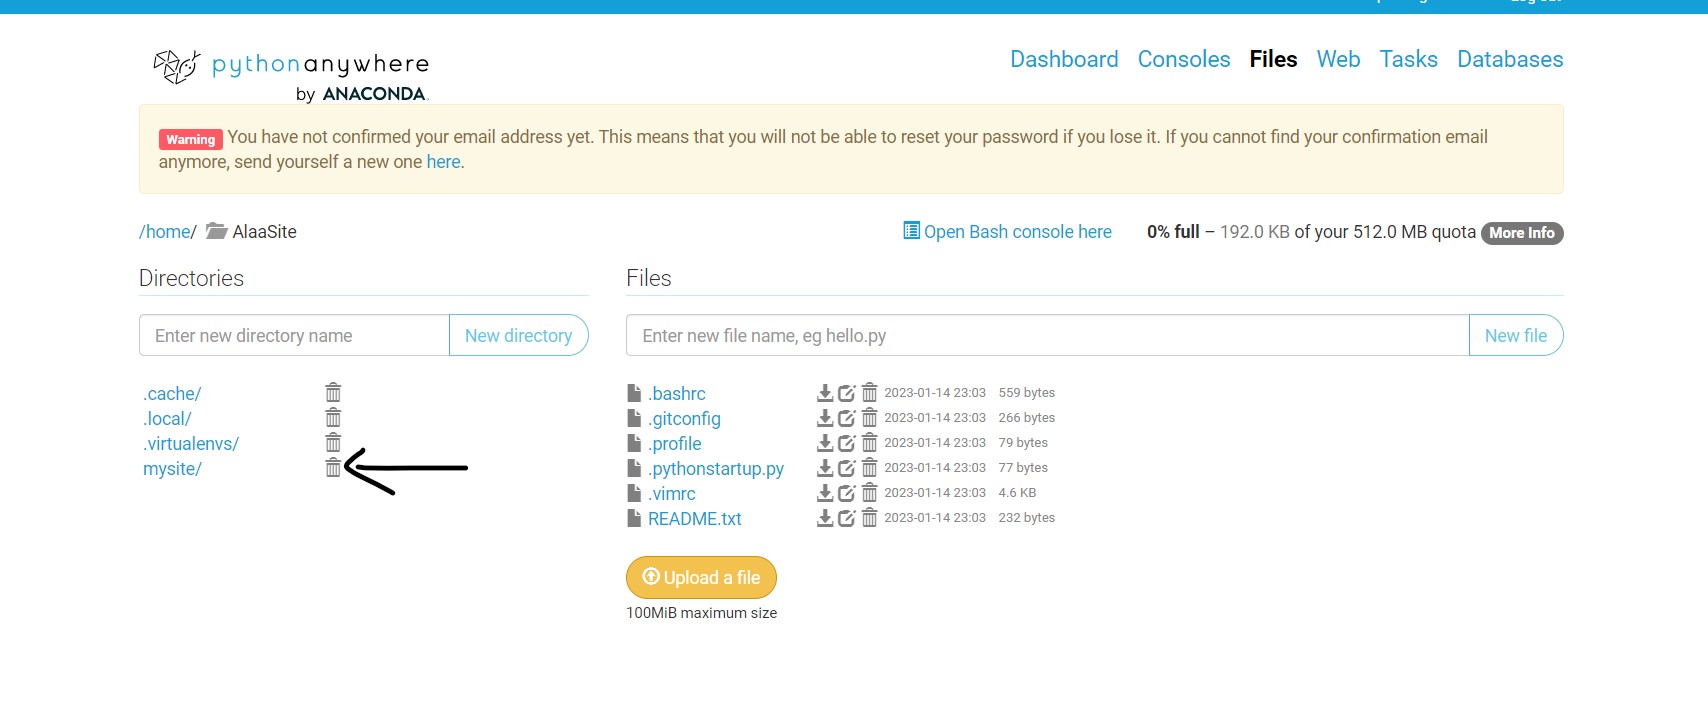 pythonanywhere
by ANACONDA.
Dashboard Consoles Files Web Tasks Databases
Warning You have not confirmed your email address yet. This means that you will not be able to reset your password if you lose it. If you cannot find your confirmation email
anymore, send yourself a new one here.
/home/ AlaaSite
Open Bash console here
0% full – 192.0 KB of your 512.0 MB quota More Info
Directories
Enter new directory name New directory
.cache/
.local/
.virtualenvs/
mysite/
Files
Enter new file name, eg hello.py New file
.bashrc 2023-01-14 23:03 559 bytes
.gitconfig 2023-01-14 23:03 266 bytes
.profile 2023-01-14 23:03 79 bytes
.pythonstartup.py 2023-01-14 23:03 77 bytes
.vimrc 2023-01-14 23:03 4.6 KB
README.txt 2023-01-14 23:03 232 bytes
Upload a file
100MiB maximum size